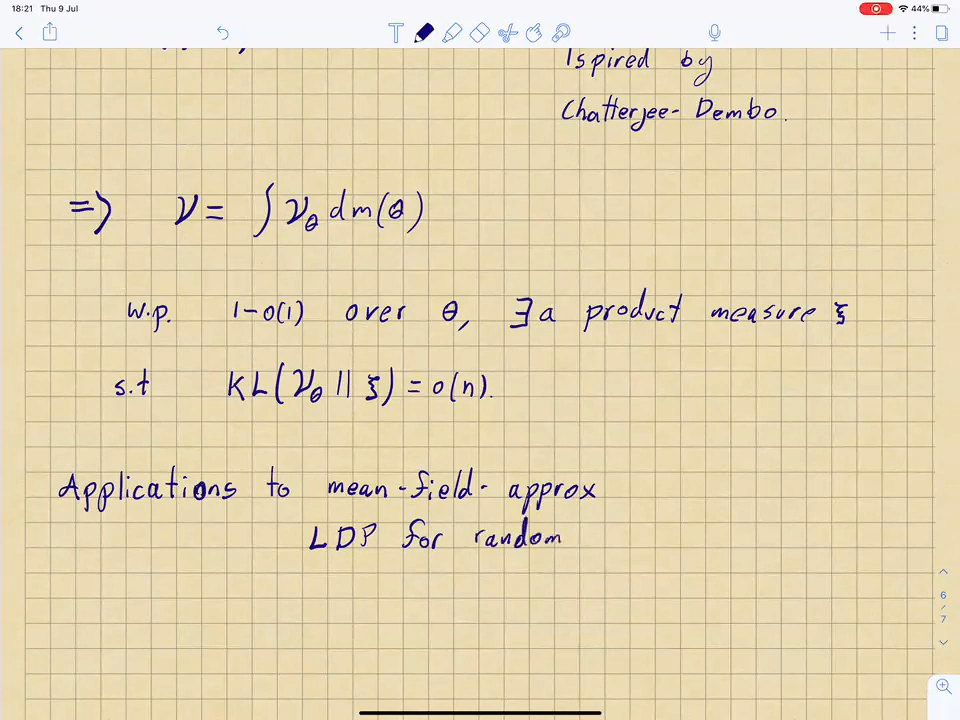 18:21 Thu 9 Jul
44%
Ispired by
Chatterjee-Dembo.
=> ν = ∫ ν_θ dm(θ)
w.p. 1-o(1) over θ, ∃ a product measure ξ
s.t KL(ν_θ || ξ) = o(n).
Applications to mean-field-approx
LDP for random
6
/
7